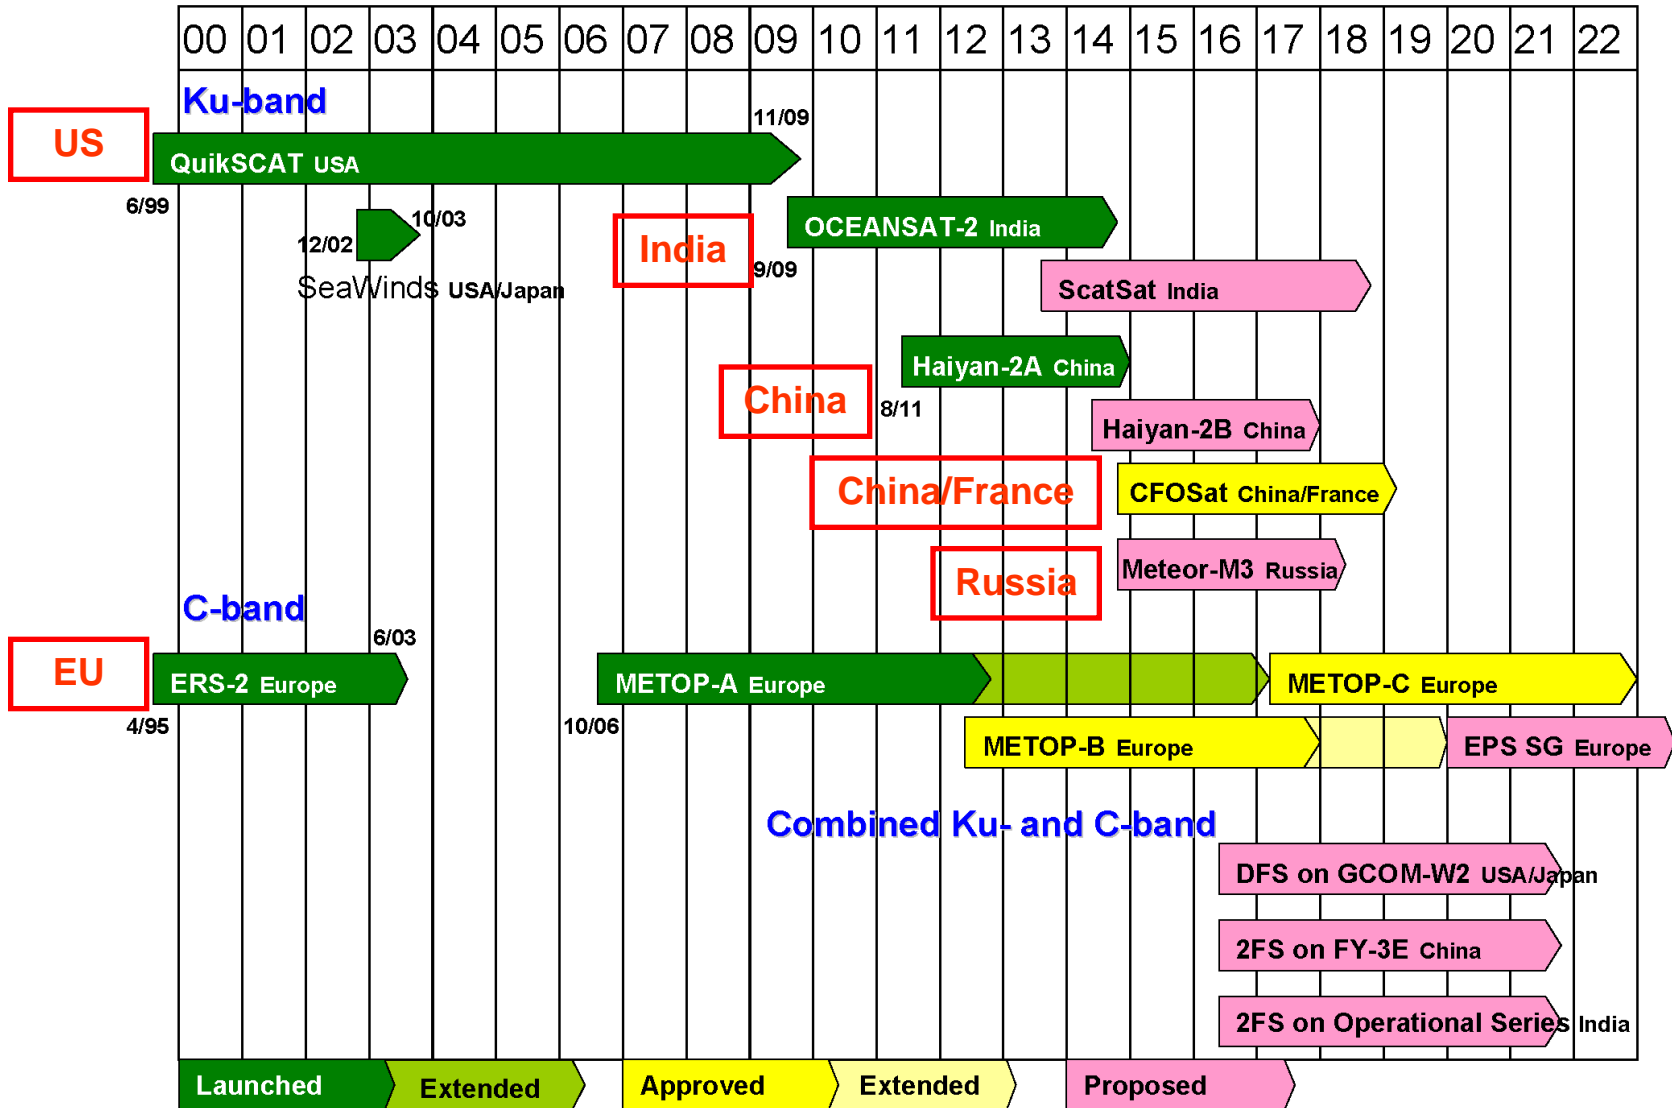 00 01 02 03 04 05 06 07 08 09 10 11 12 13 14 15 16 17 18 19 20 21 22
Ku-band
11/09
US
QuikSCAT USA
6/99
10/03
12/02
SeaWinds USA/Japan
OCEANSAT-2 India
India
9/09
ScatSat India
Haiyan-2A China
China
8/11
Haiyan-2B China
China/France
CFOSat China/France
Russia
Meteor-M3 Russia
C-band
6/03
EU
ERS-2 Europe
METOP-A Europe
METOP-C Europe
4/95
10/06
METOP-B Europe
EPS SG Europe
Combined Ku- and C-band
DFS on GCOM-W2 USA/Japan
2FS on FY-3E China
2FS on Operational Series India
Launched
Extended
Approved
Extended
Proposed